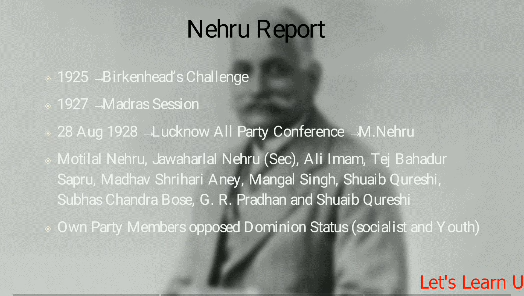 Nehru Report
1925 →Birkenhead's Challenge
1927 →Madras Session
28 Aug 1928 →Lucknow All Party Conference →M.Nehru
Motilal Nehru, Jawaharlal Nehru (Sec), Ali Imam, Tej Bahadur
Sapru, Madhav Shrihari Aney, Mangal Singh, Shuaib Qureshi,
Subhas Chandra Bose, G. R. Pradhan and Shuaib Qureshi
Own Party Members opposed Dominion Status (socialist and Youth)
Let's Learn U